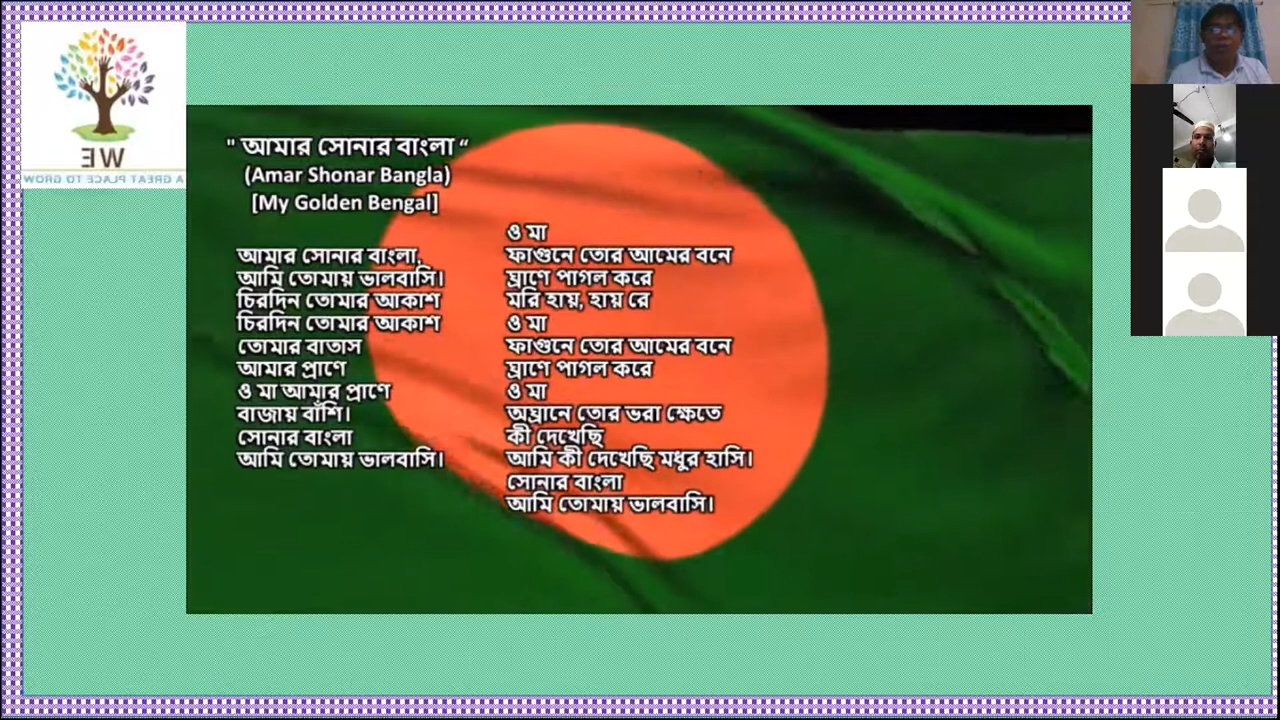 WE
A GREAT PLACE TO GROW
" আমার সোনার বাংলা “
(Amar Shonar Bangla)
[My Golden Bengal]
আমার সোনার বাংলা,
আমি তোমায় ভালবাসি।
চিরদিন তোমার আকাশ
চিরদিন তোমার আকাশ
তোমার বাতাস
আমার প্রাণে
ও মা আমার প্রাণে
বাজায় বাঁশি।
সোনার বাংলা
আমি তোমায় ভালবাসি।
ও মা
ফাগুনে তোর আমের বনে
ঘ্রাণে পাগল করে
মরি হায়, হায় রে
ও মা
ফাগুনে তোর আমের বনে
ঘ্রাণে পাগল করে
ও মা
অঘ্রানে তোর ভরা ক্ষেতে
কী দেখেছি
আমি কী দেখেছি মধুর হাসি।
সোনার বাংলা
আমি তোমায় ভালবাসি।